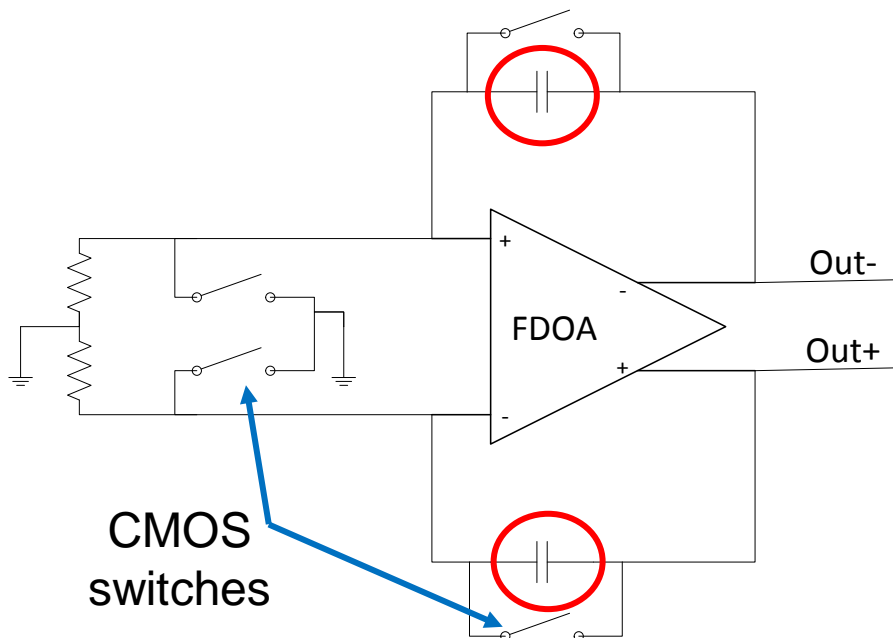 +
Out-
-
FDOA
Out+
+
-
CMOS
switches